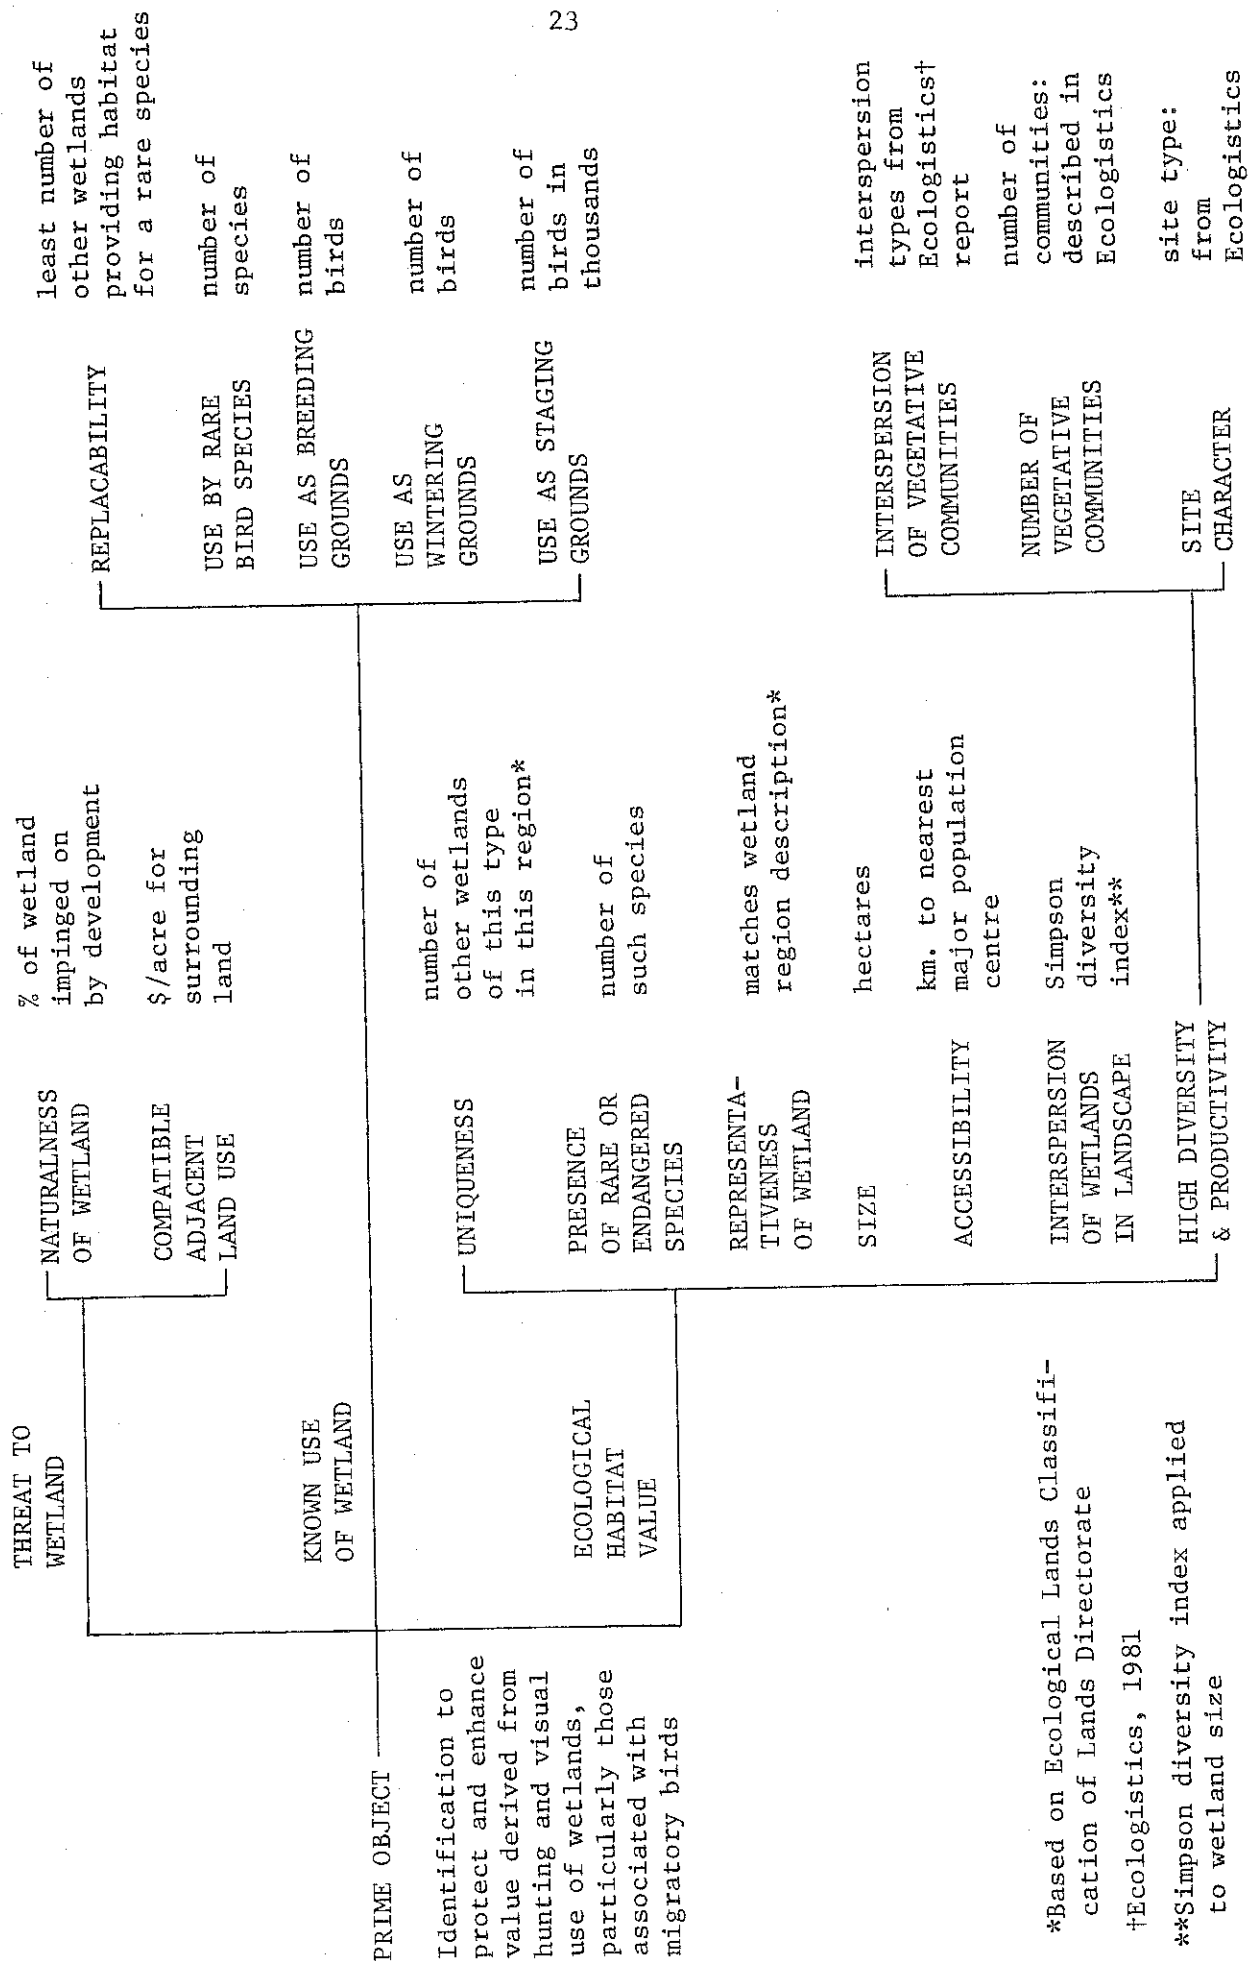 23
THREAT TO
WETLAND
NATURALNESS
OF WETLAND
% of wetland
impinged on
by development
COMPATIBLE
ADJACENT
LAND USE
$/acre for
surrounding
land
KNOWN USE
OF WETLAND
REPLACABILITY
least number of
other wetlands
providing habitat
for a rare species
USE BY RARE
BIRD SPECIES
number of
species
USE AS BREEDING
GROUNDS
number of
birds
USE AS
WINTERING
GROUNDS
number of
birds
USE AS STAGING
GROUNDS
number of
birds in
thousands
PRIME OBJECT
Identification to
protect and enhance
value derived from
hunting and visual
use of wetlands,
particularly those
associated with
migratory birds
ECOLOGICAL
HABITAT
VALUE
UNIQUENESS
number of
other wetlands
of this type
in this region*
PRESENCE
OF RARE OR
ENDANGERED
SPECIES
number of
such species
REPRESENTA-
TIVENESS
OF WETLAND
matches wetland
region description*
SIZE
hectares
ACCESSIBILITY
km. to nearest
major population
centre
INTERSPERSION
OF WETLANDS
IN LANDSCAPE
Simpson
diversity
index**
HIGH DIVERSITY
& PRODUCTIVITY
INTERSPERSION
OF VEGETATIVE
COMMUNITIES
interspersion
types from
Ecologistics†
report
NUMBER OF
VEGETATIVE
COMMUNITIES
number of
communities:
described in
Ecologistics
SITE
CHARACTER
site type:
from
Ecologistics
*Based on Ecological Lands Classifi-
cation of Lands Directorate
†Ecologistics, 1981
**Simpson diversity index applied
to wetland size